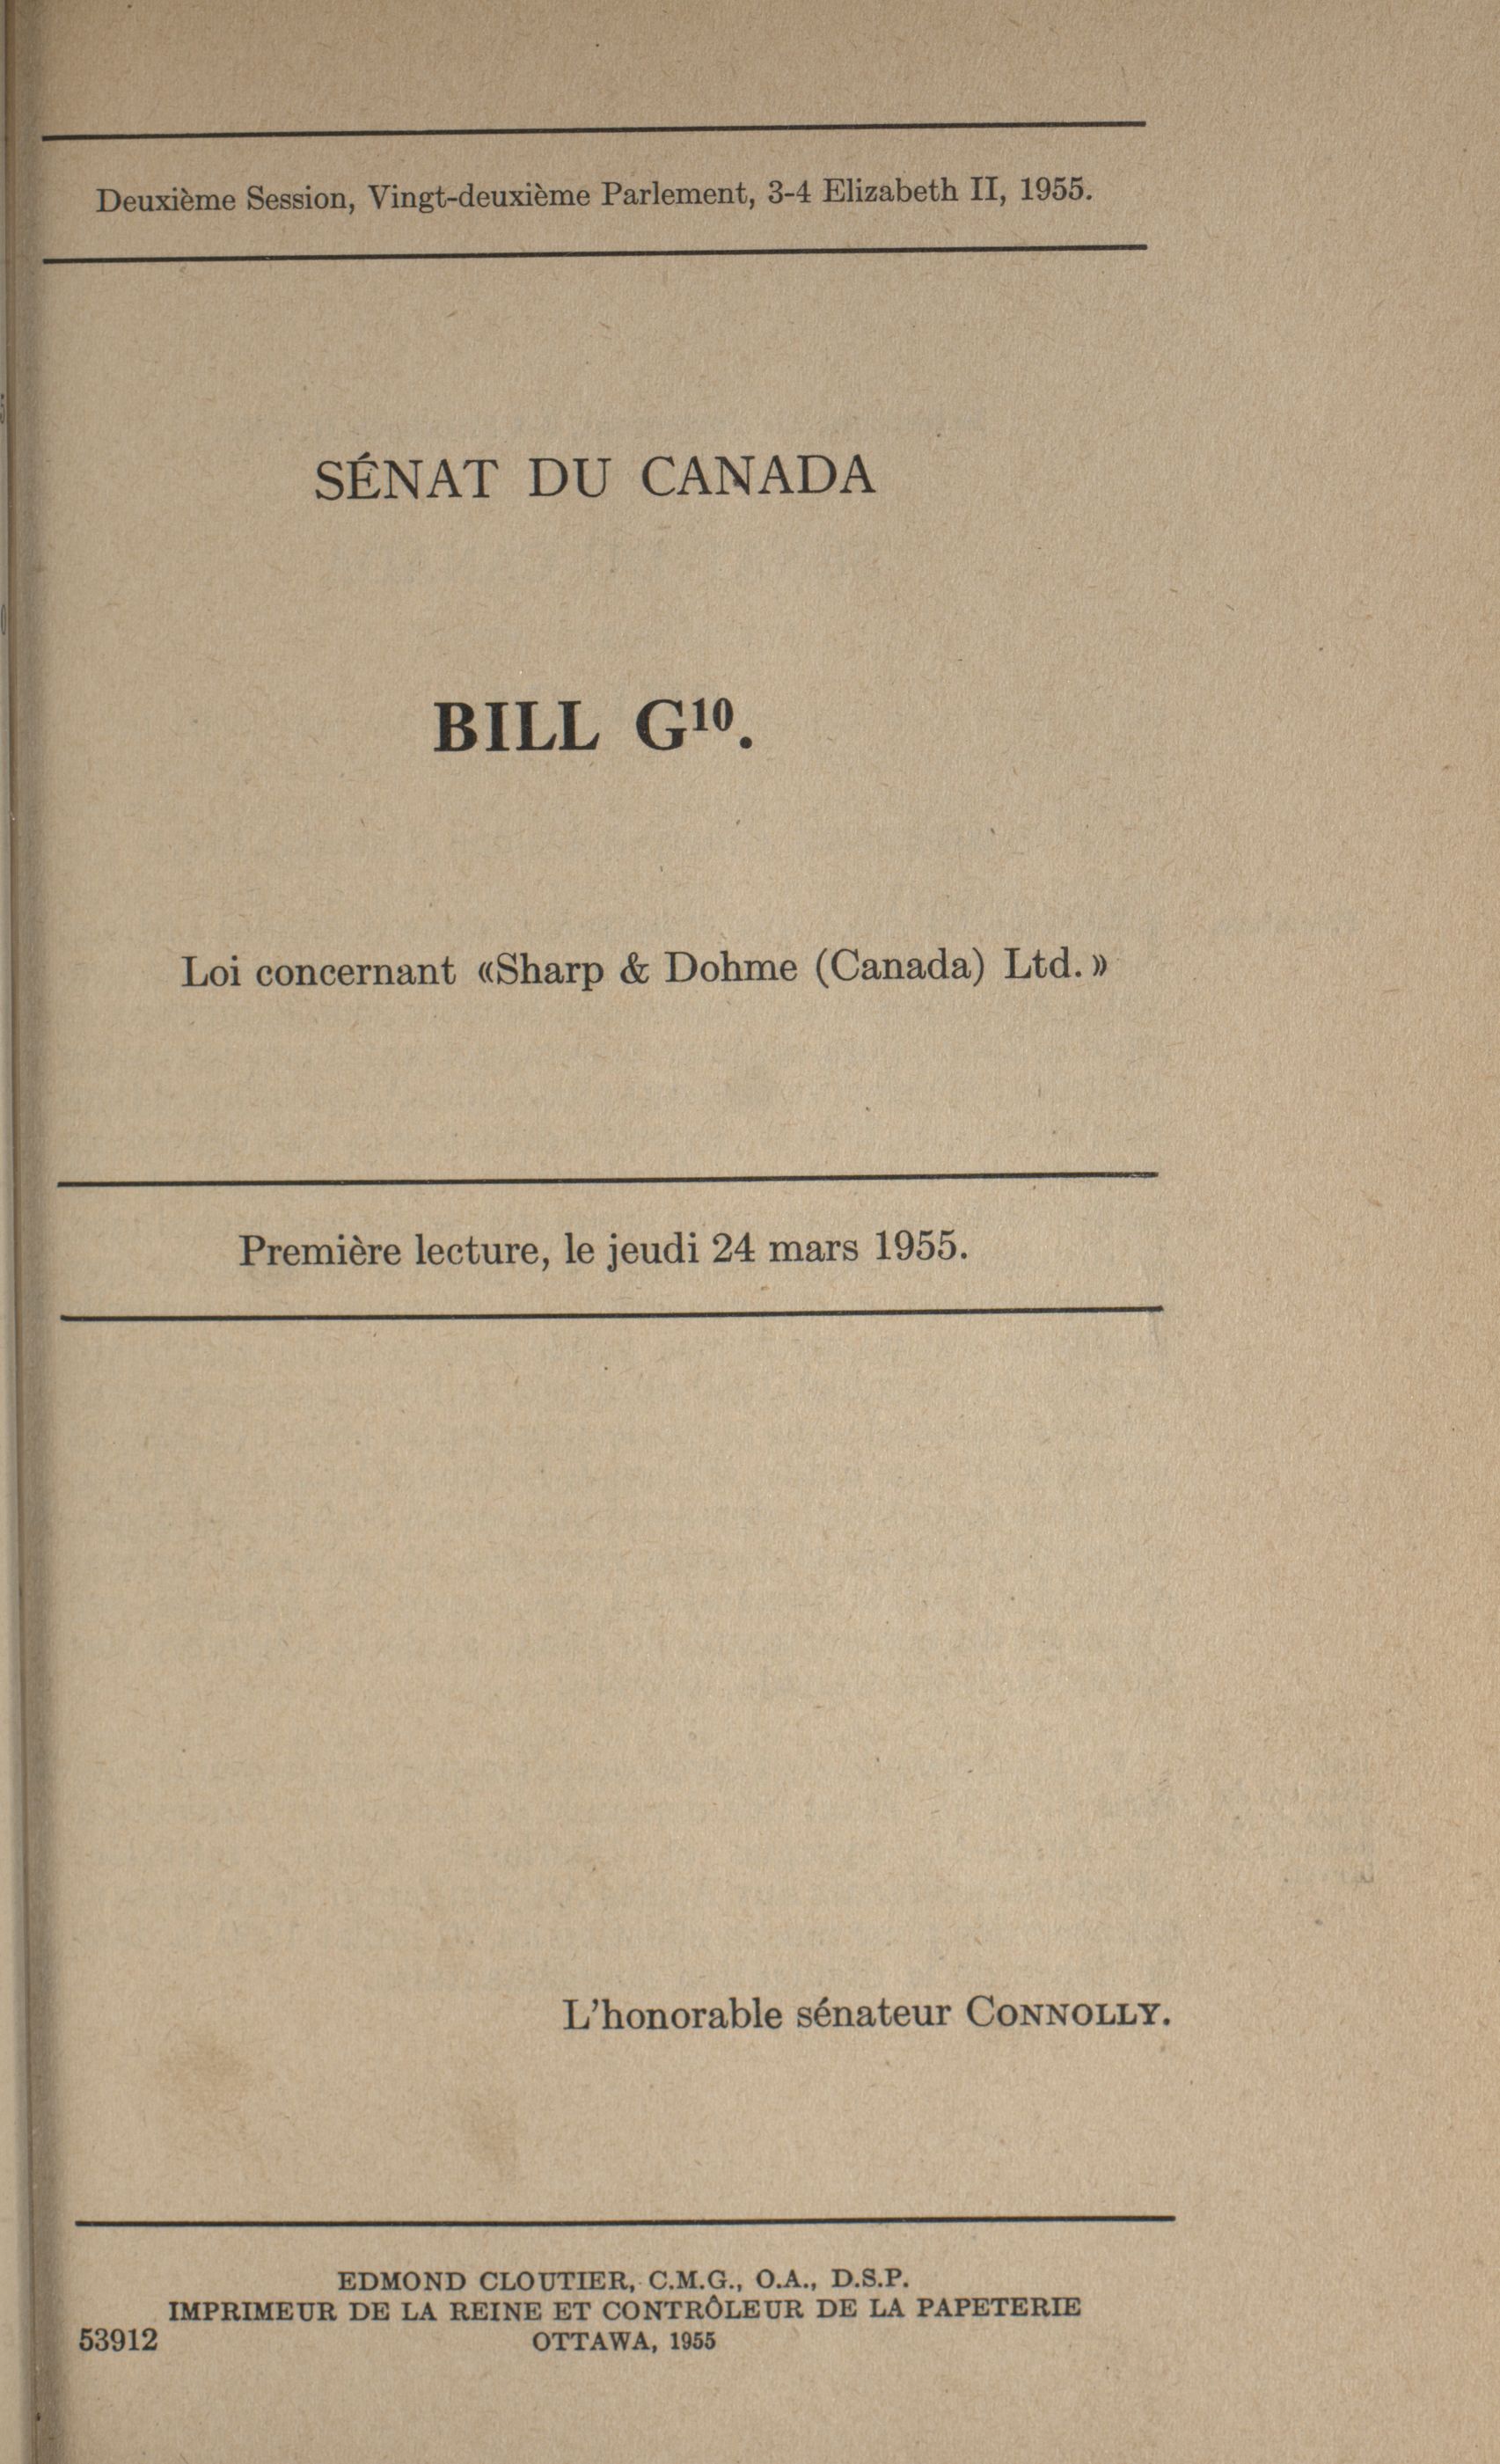 Deuxième Session, Vingt-deuxième Parlement, 3-4 Elizabeth II, 1955.
SÉNAT DU CANADA
BILL G¹⁰.
Loi concernant «Sharp & Dohme (Canada) Ltd.»
Première lecture, le jeudi 24 mars 1955.
L'honorable sénateur CONNOLLY.
EDMOND CLOUTIER, C.M.G., O.A., D.S.P.
IMPRIMEUR DE LA REINE ET CONTRÔLEUR DE LA PAPETERIE
53912 OTTAWA, 1955